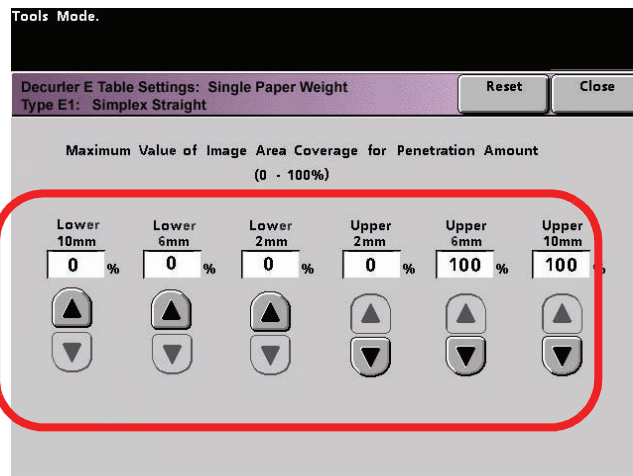 Tools Mode.
Decurler E Table Settings: Single Paper Weight
Type E1: Simplex Straight
Reset
Close
Maximum Value of Image Area Coverage for Penetration Amount
(0 - 100%)
Lower Lower Lower Upper Upper Upper
10mm 6mm 2mm 2mm 6mm 10mm
0 % 0 % 0 % 0 % 100 % 100 %